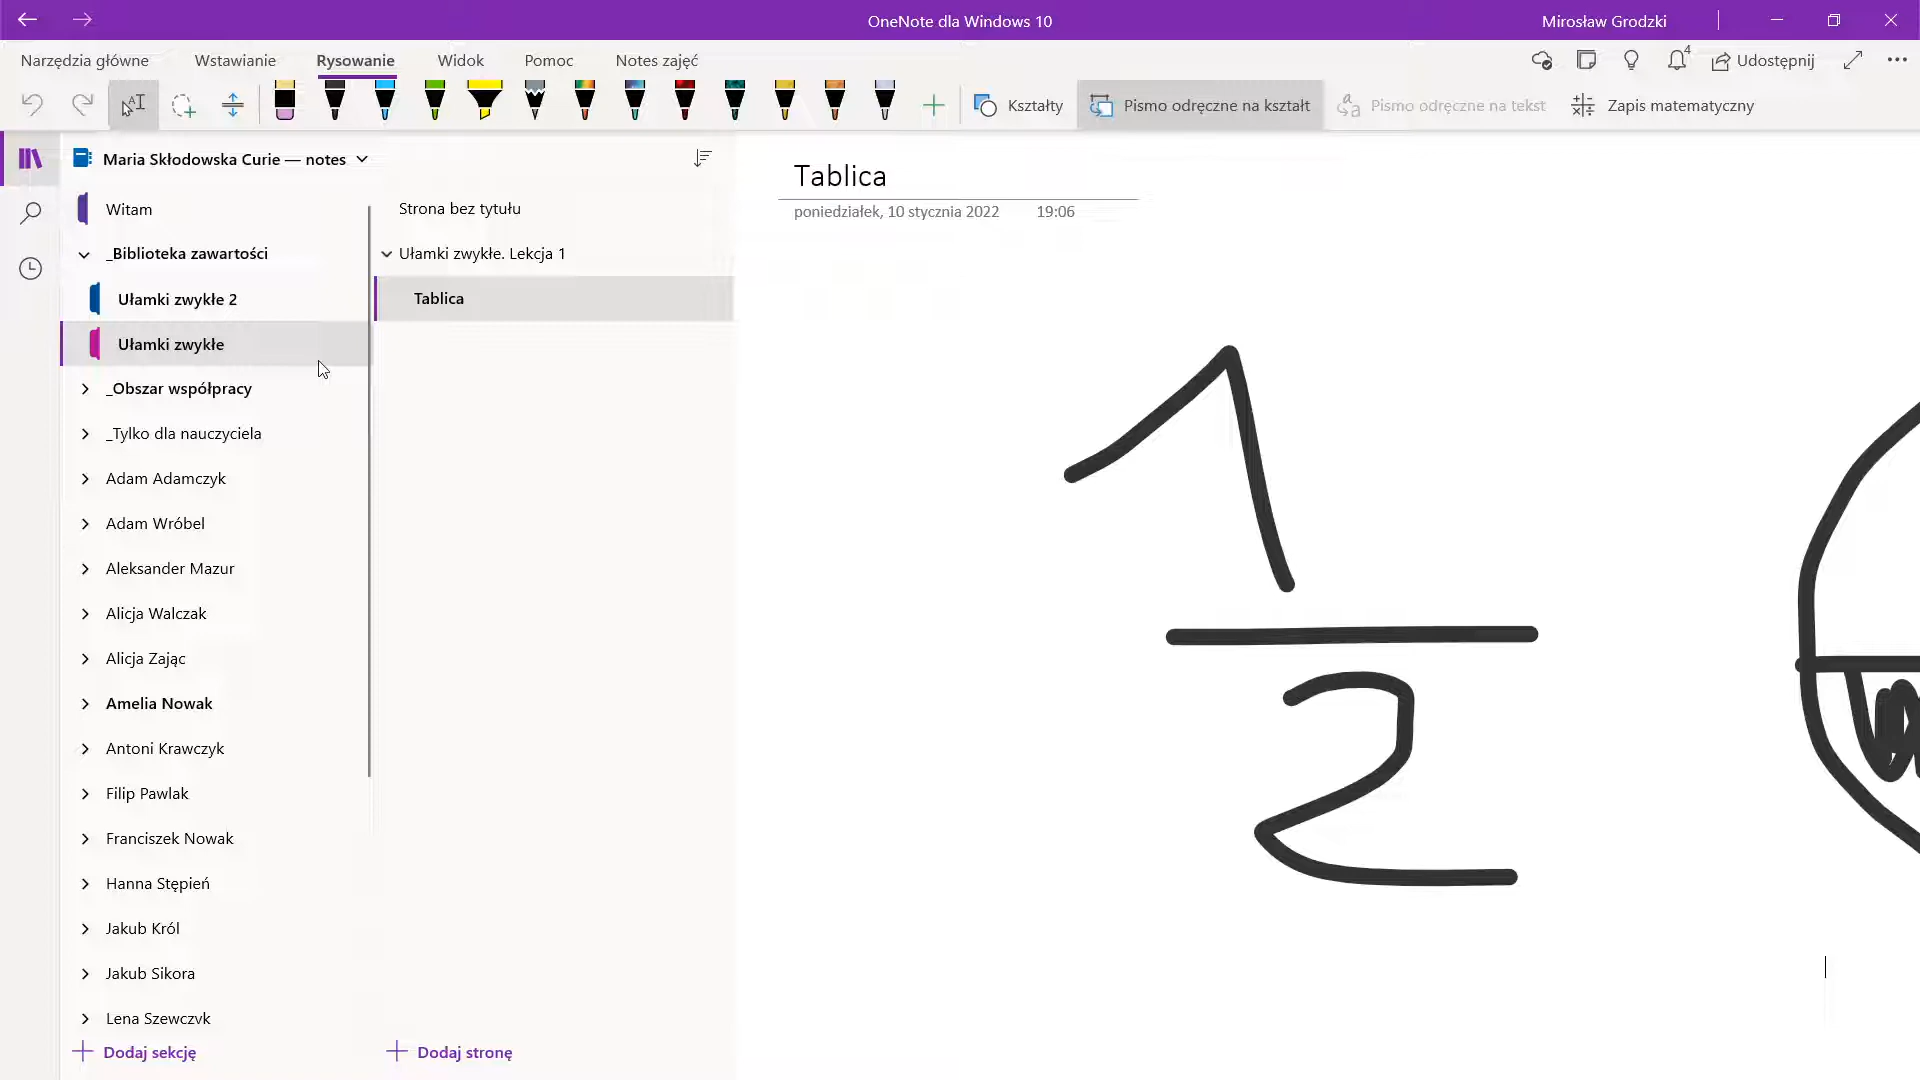 OneNote dla Windows 10
Mirosław Grodzki
Narzędzia główne
Wstawianie
Rysowanie
Widok
Pomoc
Notes zajęć
4
Udostępnij
Kształty
Pismo odręczne na kształt
Pismo odręczne na tekst
Zapis matematyczny
Maria Skłodowska Curie — notes
Witam
_Biblioteka zawartości
Ułamki zwykłe 2
Ułamki zwykłe
_Obszar współpracy
_Tylko dla nauczyciela
Adam Adamczyk
Adam Wróbel
Aleksander Mazur
Alicja Walczak
Alicja Zając
Amelia Nowak
Antoni Krawczyk
Filip Pawlak
Franciszek Nowak
Hanna Stępień
Jakub Król
Jakub Sikora
Lena Szewczyk
Dodaj sekcję
Strona bez tytułu
Ułamki zwykłe. Lekcja 1
Tablica
Dodaj stronę
Tablica
poniedziałek, 10 stycznia 2022 19:06
1
2